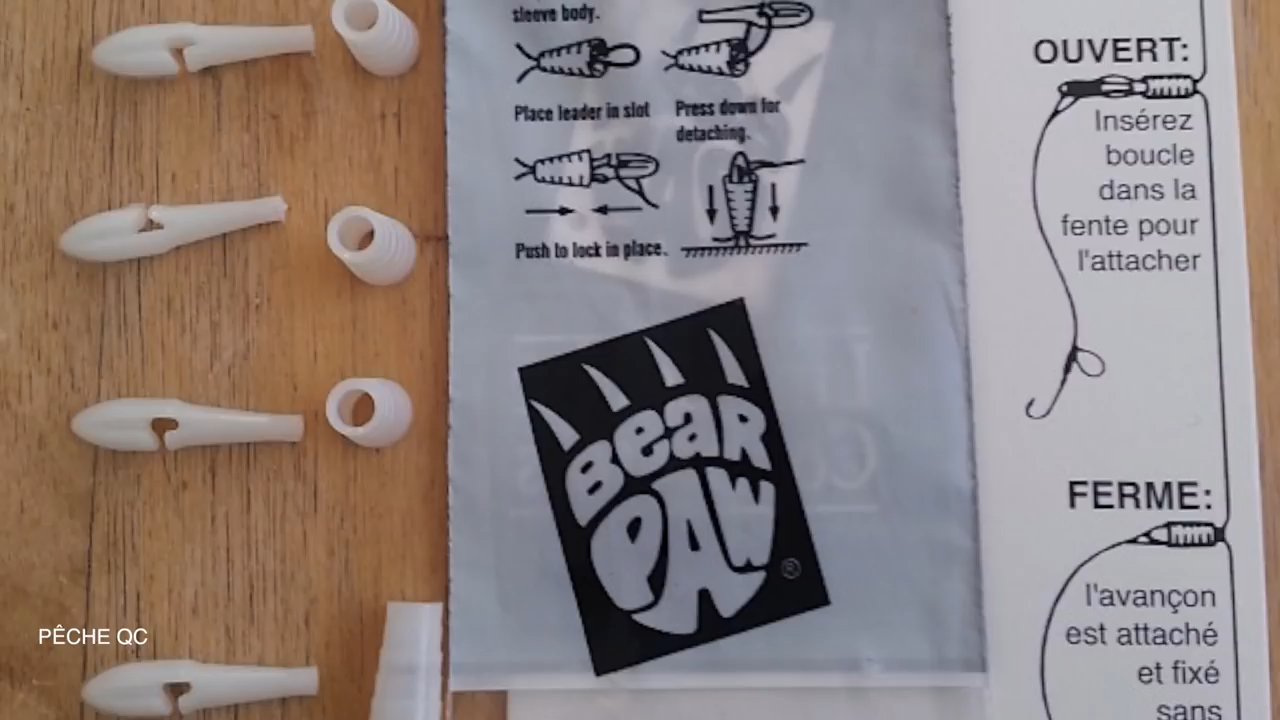 sleeve body.
Place leader in slot
Press down for
detaching.
Push to lock in place.
BeaR
PAW
®
OUVERT:
Insérez
boucle
dans la
fente pour
l'attacher
FERME:
l'avançon
est attaché
et fixé
sans
PÊCHE QC